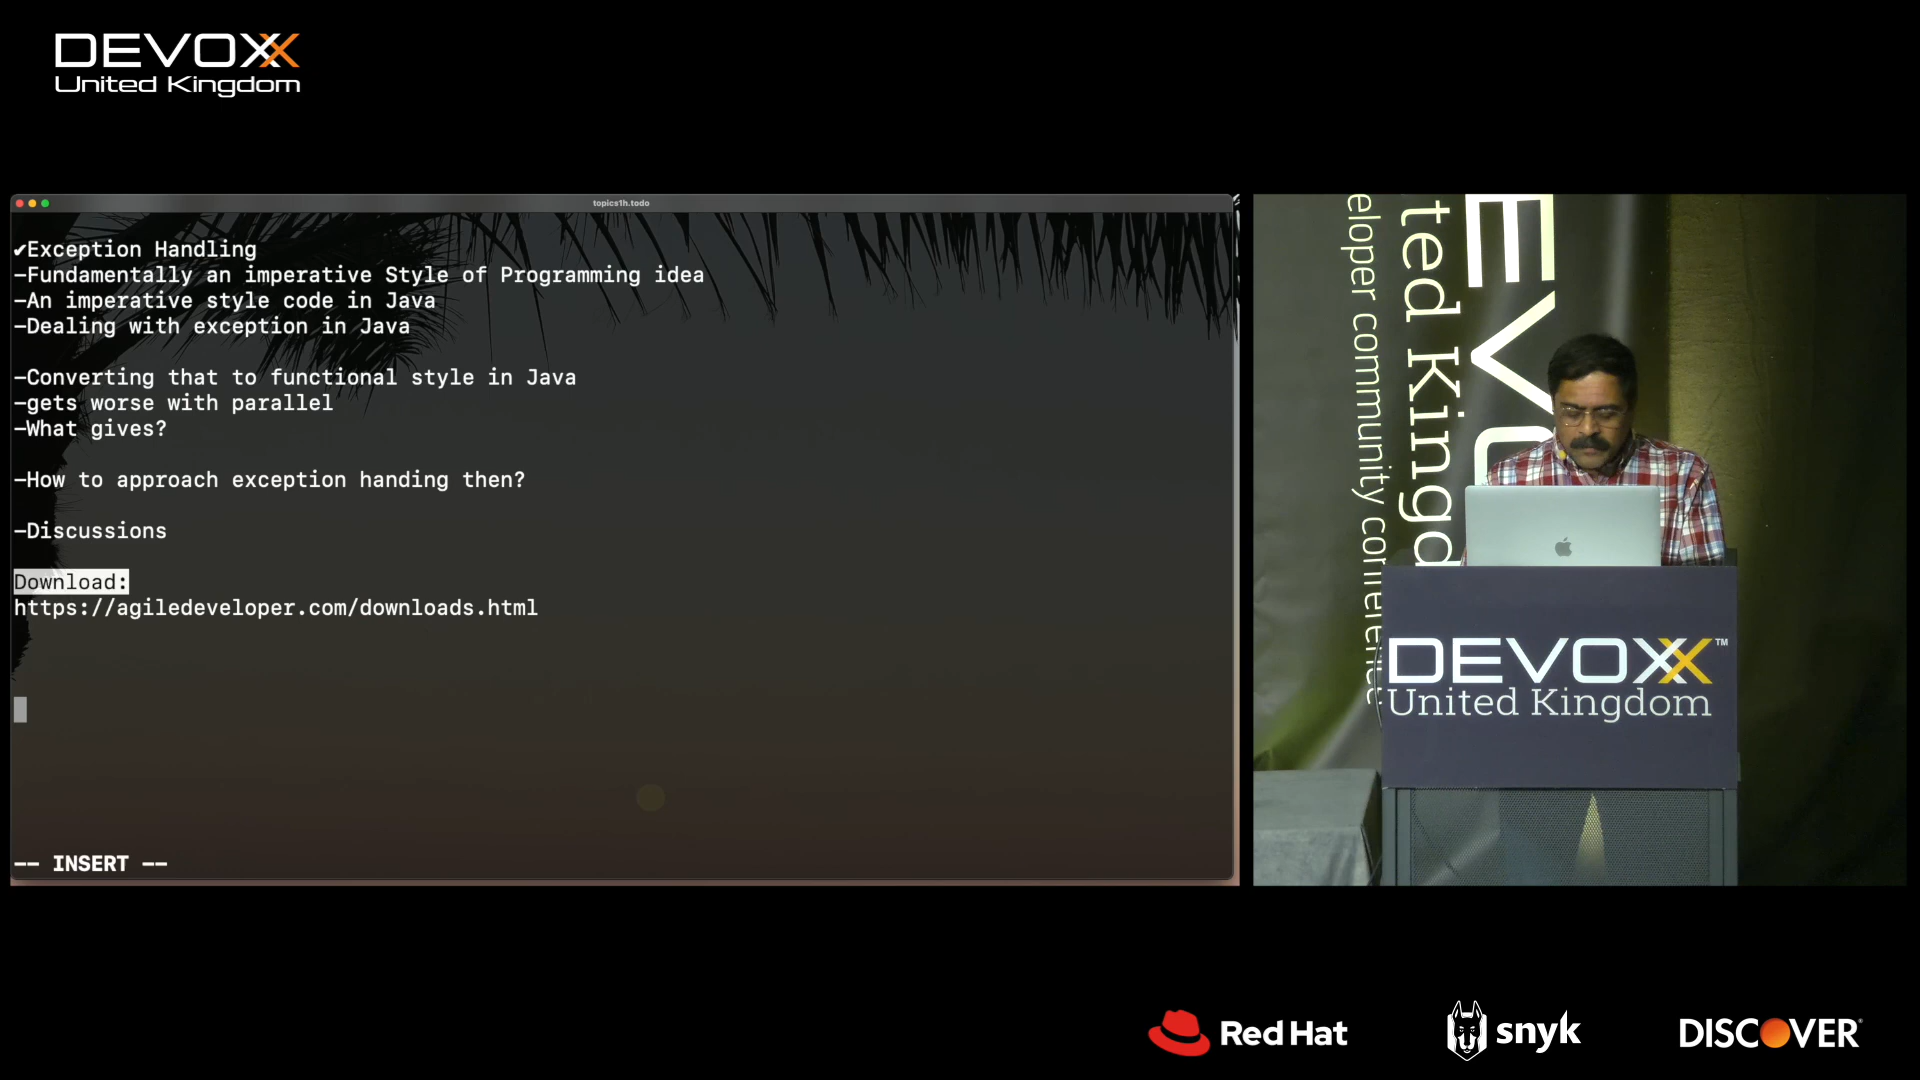 DEVOXX
United Kingdom
topics1h.todo
✔Exception Handling
-Fundamentally an imperative Style of Programming idea
-An imperative style code in Java
-Dealing with exception in Java
-Converting that to functional style in Java
-gets worse with parallel
-What gives?
-How to approach exception handing then?
-Discussions
Download:
https://agiledeveloper.com/downloads.html
-- INSERT --
EVO
ted Kingd
eloper community conference
DEVOXX™
United Kingdom
Red Hat
snyk
DISCOVER